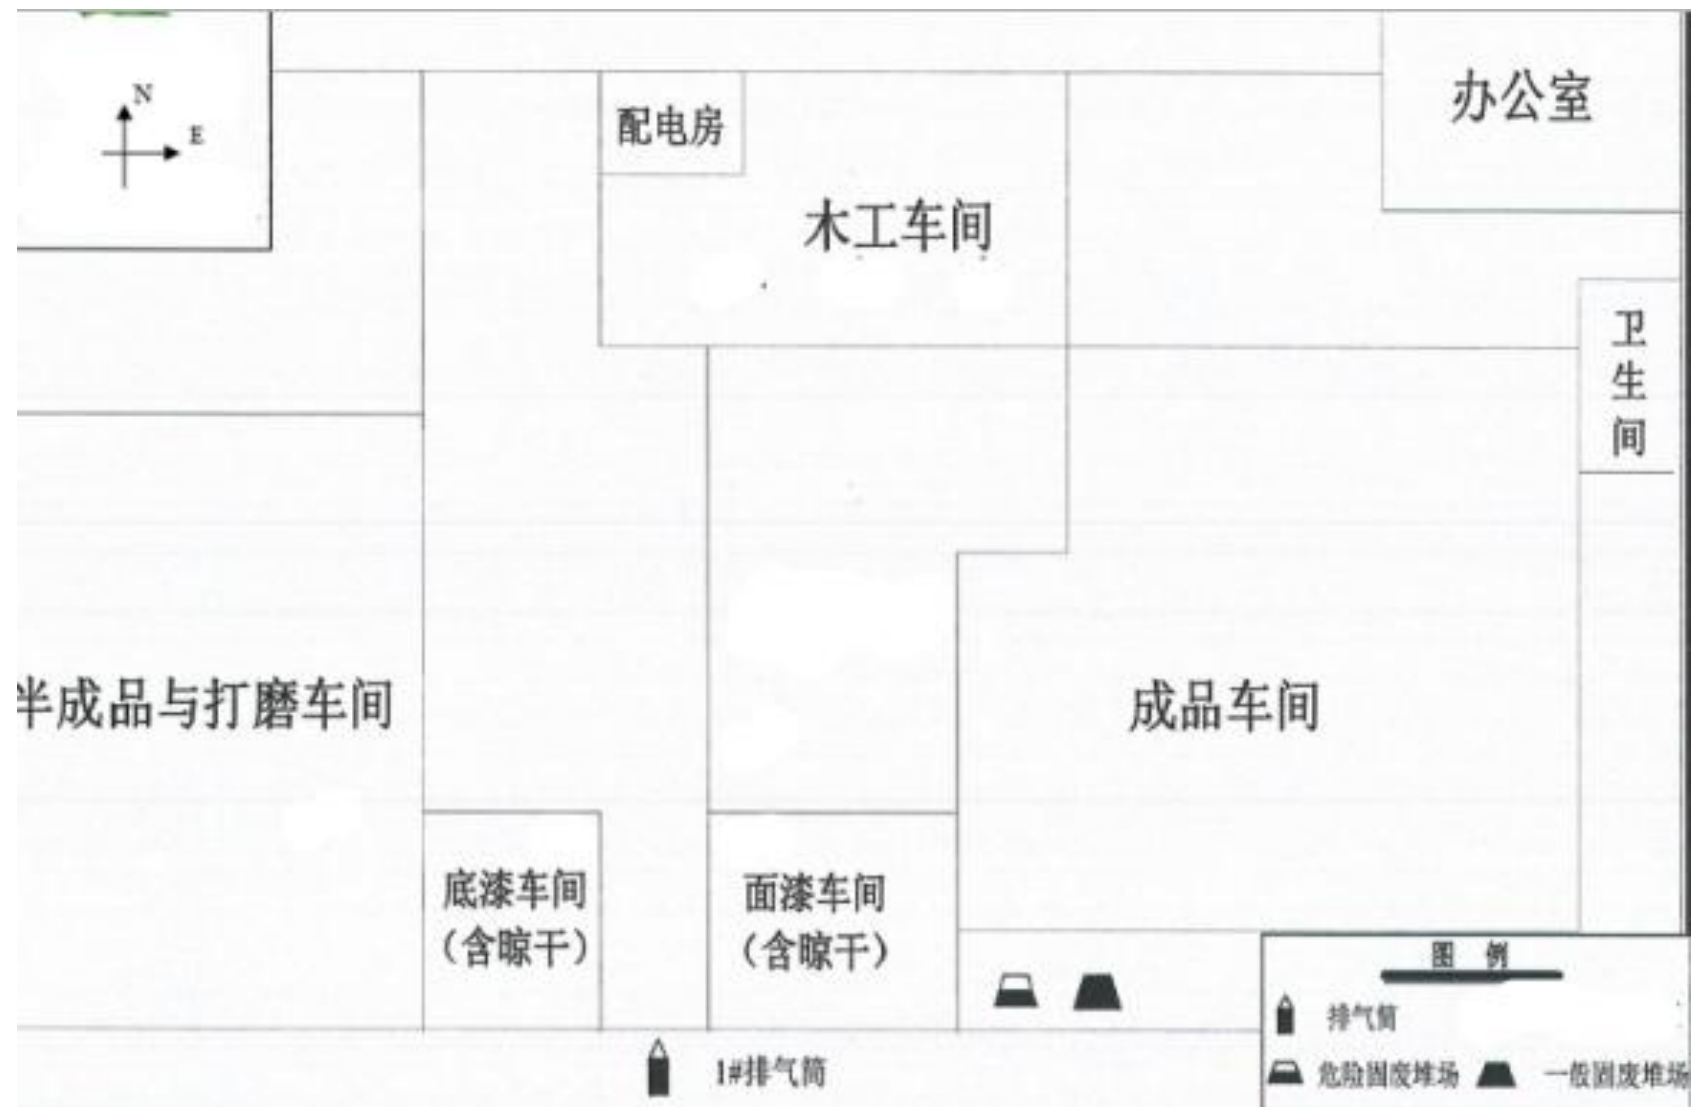 N
E
办公室
配电房
木工车间
卫生间
半成品与打磨车间
成品车间
底漆车间
（含晾干）
面漆车间
（含晾干）
图 例
排气筒
危险固废堆场
一般固废堆场
1#排气筒